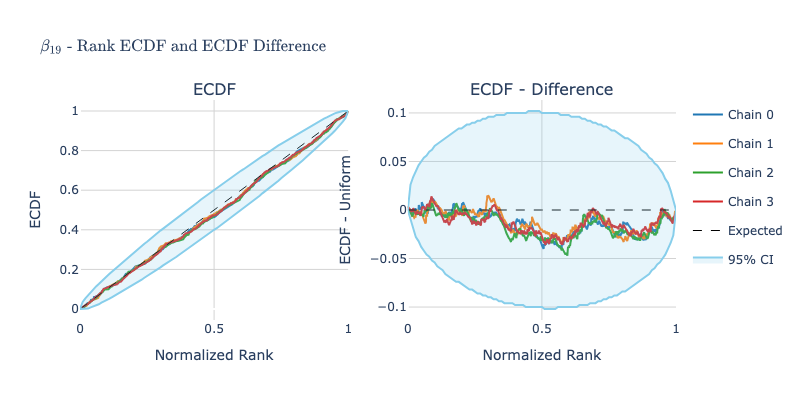 β₁₉ - Rank ECDF and ECDF Difference
ECDF
ECDF - Difference
1
0.8
0.6
0.4
0.2
0
ECDF
0
0.5
1
Normalized Rank
0.1
0.05
0
−0.05
−0.1
ECDF - Uniform
0
0.5
1
Normalized Rank
Chain 0
Chain 1
Chain 2
Chain 3
Expected
95% CI